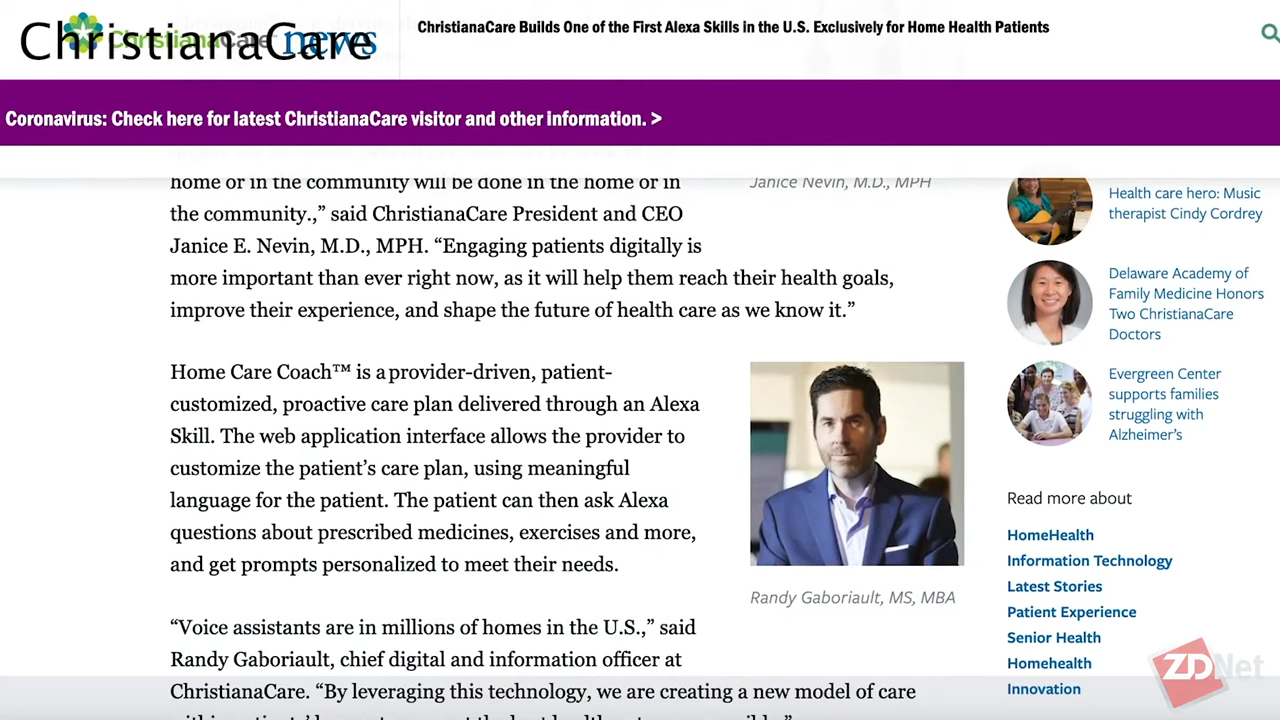 ChristianaCare news
ChristianaCare
ChristianaCare Builds One of the First Alexa Skills in the U.S. Exclusively for Home Health Patients
Coronavirus: Check here for latest ChristianaCare visitor and other information. >
home or in the community will be done in the home or in
the community.,” said ChristianaCare President and CEO
Janice E. Nevin, M.D., MPH. “Engaging patients digitally is
more important than ever right now, as it will help them reach their health goals,
improve their experience, and shape the future of health care as we know it.”
Janice Nevin, M.D., MPH
Home Care Coach™ is a provider-driven, patient-
customized, proactive care plan delivered through an Alexa
Skill. The web application interface allows the provider to
customize the patient’s care plan, using meaningful
language for the patient. The patient can then ask Alexa
questions about prescribed medicines, exercises and more,
and get prompts personalized to meet their needs.
Randy Gaboriault, MS, MBA
“Voice assistants are in millions of homes in the U.S.,” said
Randy Gaboriault, chief digital and information officer at
ChristianaCare. “By leveraging this technology, we are creating a new model of care
Health care hero: Music
therapist Cindy Cordrey
Delaware Academy of
Family Medicine Honors
Two ChristianaCare
Doctors
Evergreen Center
supports families
struggling with
Alzheimer’s
Read more about
HomeHealth
Information Technology
Latest Stories
Patient Experience
Senior Health
Homehealth
Innovation
ZDNet